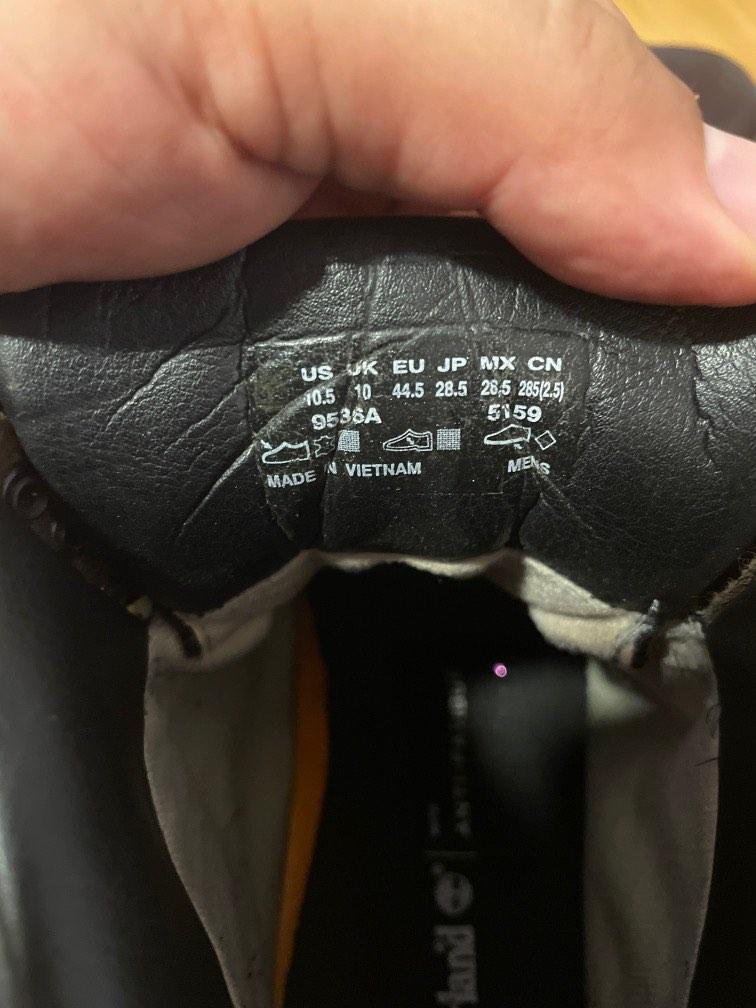 US UK EU JP MX CN
10.5 10 44.5 28.5 28.5 285(2.5)
9536A 5159
MADE IN VIETNAM MENS
land